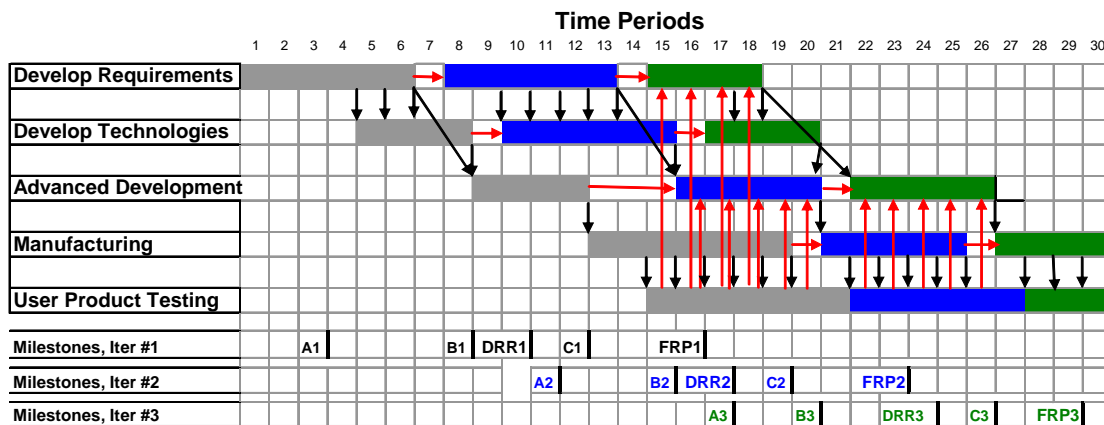 Time Periods
1 2 3 4 5 6 7 8 9 10 11 12 13 14 15 16 17 18 19 20 21 22 23 24 25 26 27 28 29 30
Develop Requirements
Develop Technologies
Advanced Development
Manufacturing
User Product Testing
Milestones, Iter #1 A1 B1 DRR1 C1 FRP1
Milestones, Iter #2 A2 B2 DRR2 C2 FRP2
Milestones, Iter #3 A3 B3 DRR3 C3 FRP3